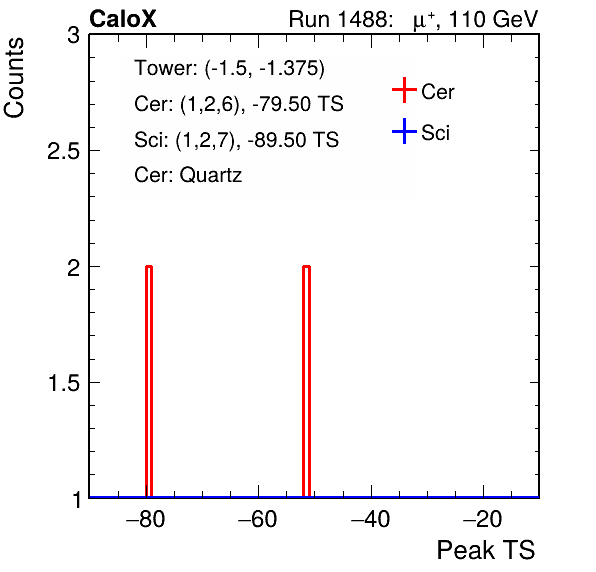 CaloX Run 1488: μ⁺, 110 GeV
Counts
3
2.5
2
1.5
1
Tower: (-1.5, -1.375)
Cer: (1,2,6), -79.50 TS
Sci: (1,2,7), -89.50 TS
Cer: Quartz
Cer
Sci
−80 −60 −40 −20
Peak TS